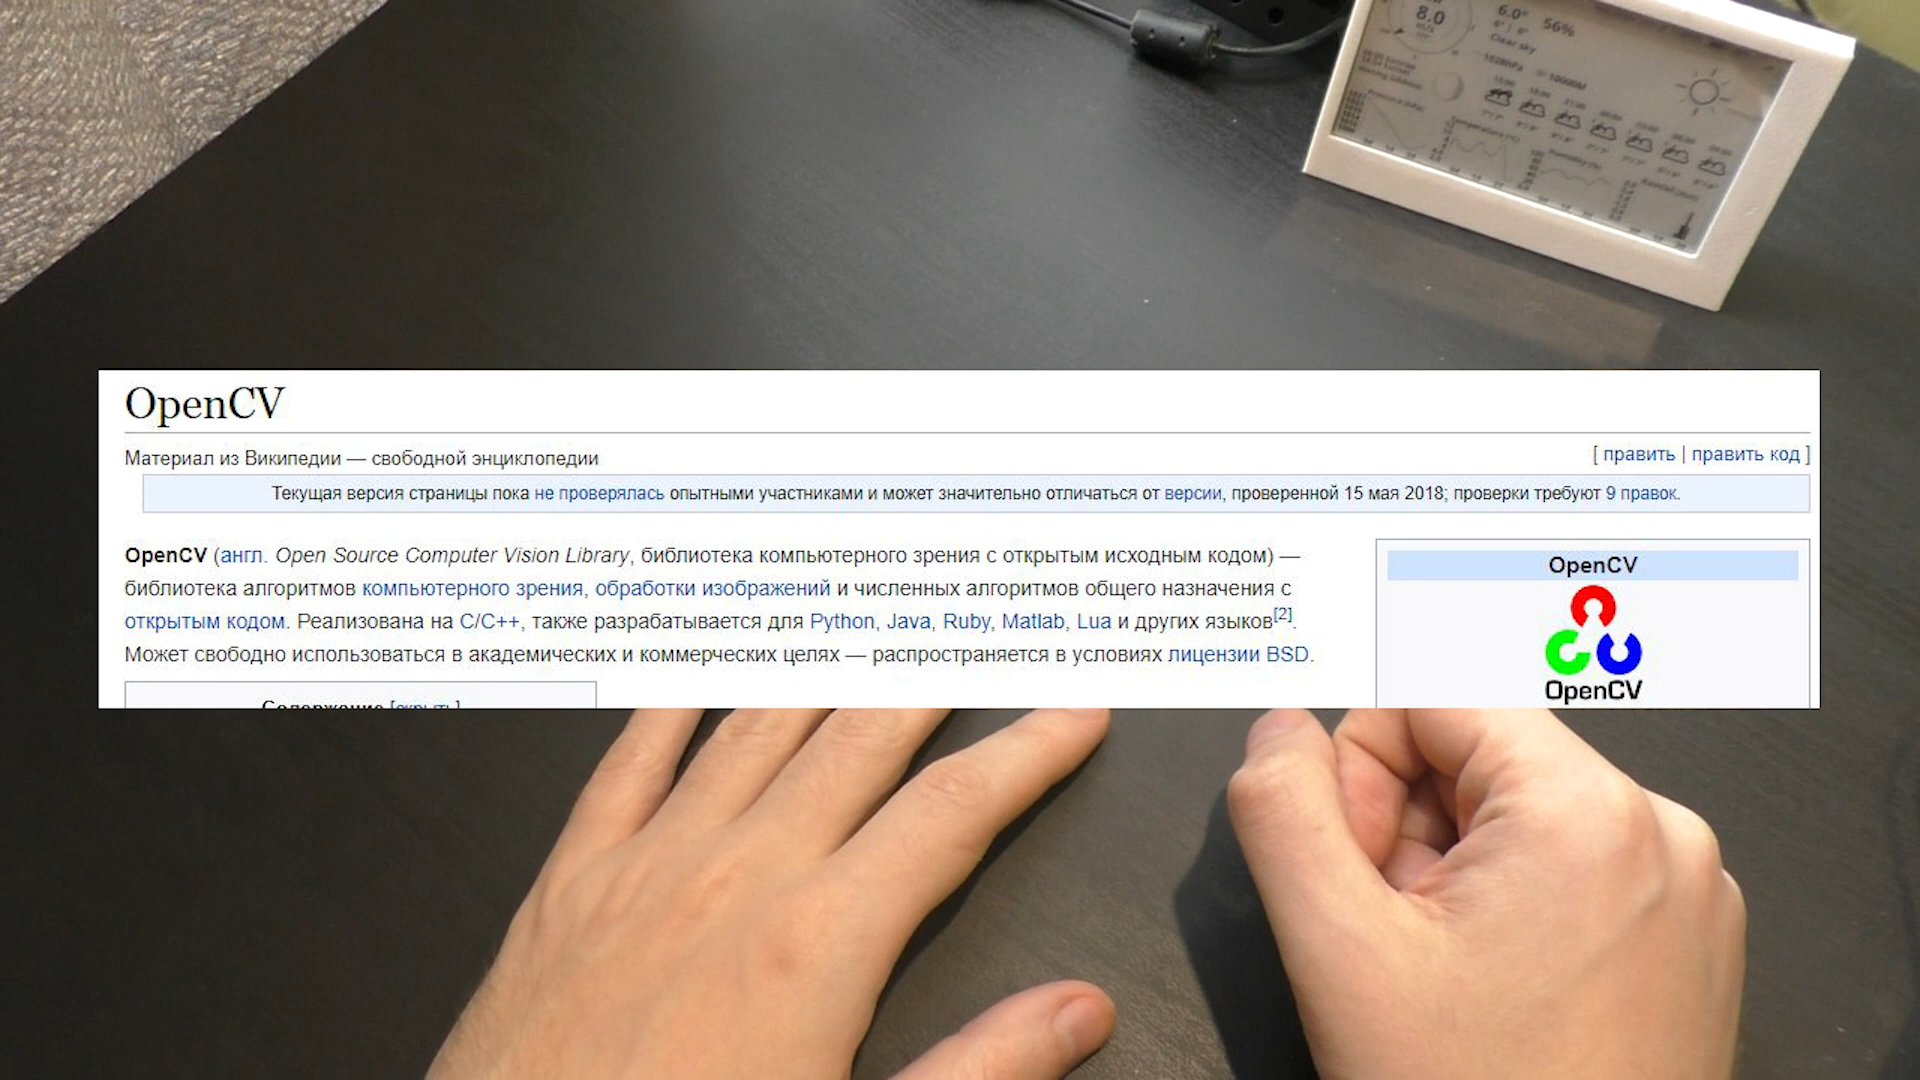 8.0
6.0° 56%
Clear sky
1028hPa 10000M
OpenCV
Материал из Википедии — свободной энциклопедии
[ править | править код ]
Текущая версия страницы пока не проверялась опытными участниками и может значительно отличаться от версии, проверенной 15 мая 2018; проверки требуют 9 правок.
OpenCV (англ. Open Source Computer Vision Library, библиотека компьютерного зрения с открытым исходным кодом) —
библиотека алгоритмов компьютерного зрения, обработки изображений и численных алгоритмов общего назначения с
открытым кодом. Реализована на C/C++, также разрабатывается для Python, Java, Ruby, Matlab, Lua и других языков[2].
Может свободно использоваться в академических и коммерческих целях — распространяется в условиях лицензии BSD.
Содержание [скрыть]
OpenCV
OpenCV